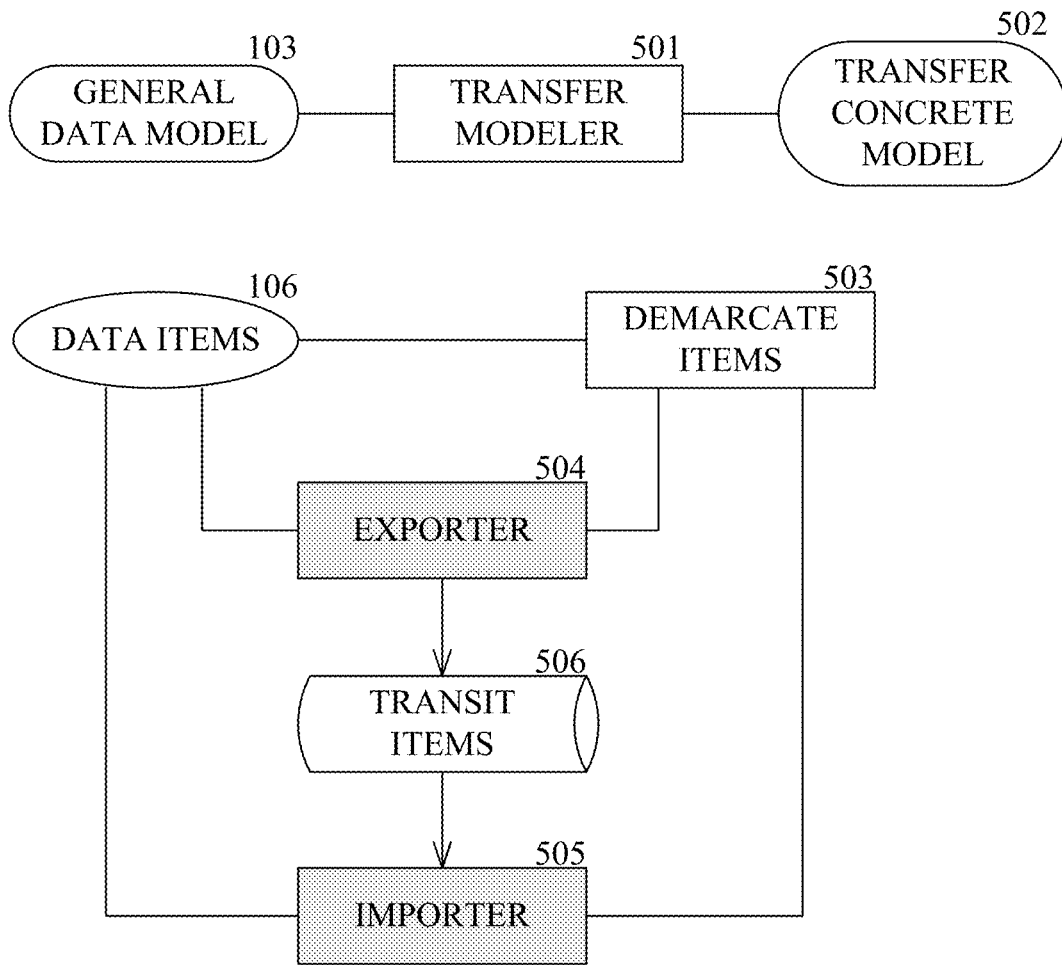 103
GENERAL
DATA MODEL
501
TRANSFER
MODELER
502
TRANSFER
CONCRETE
MODEL
106
DATA ITEMS
503
DEMARCATE
ITEMS
504
EXPORTER
506
TRANSIT
ITEMS
505
IMPORTER